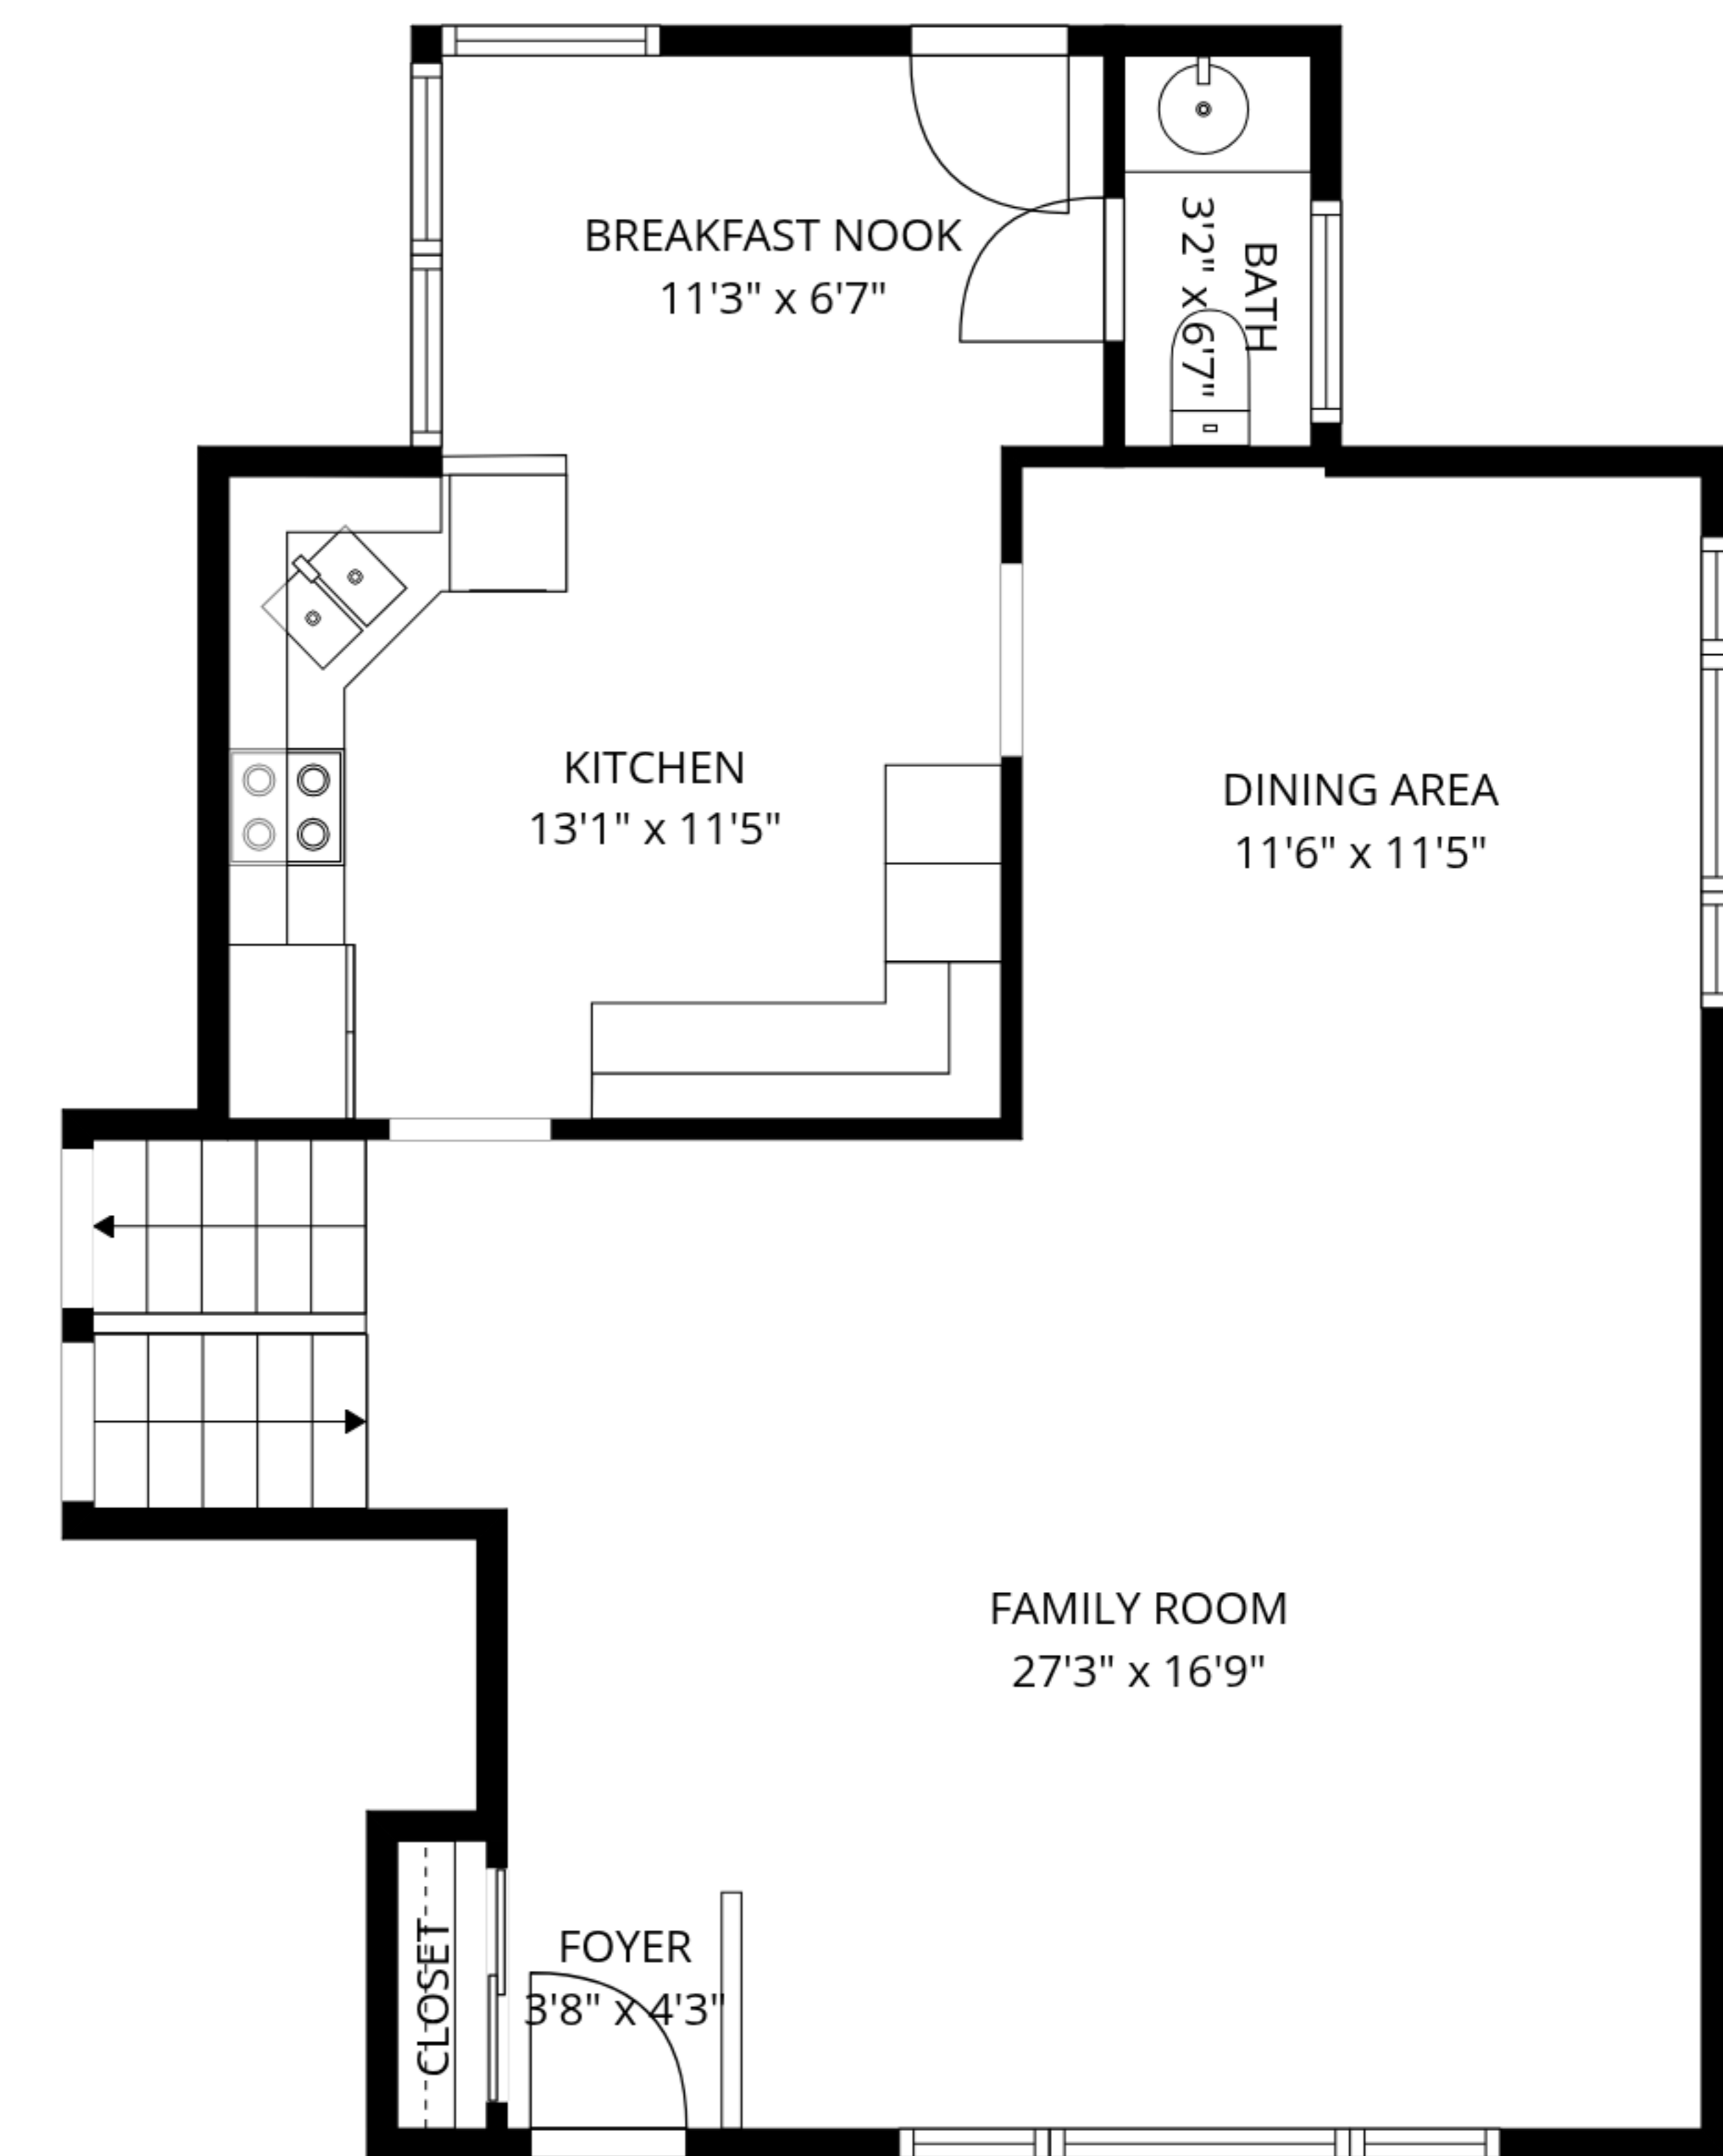 BREAKFAST NOOK
11'3" x 6'7"
BATH
3'2" x 6'7"
KITCHEN
13'1" x 11'5"
DINING AREA
11'6" x 11'5"
FAMILY ROOM
27'3" x 16'9"
CLOSET
FOYER
3'8" x 4'3"